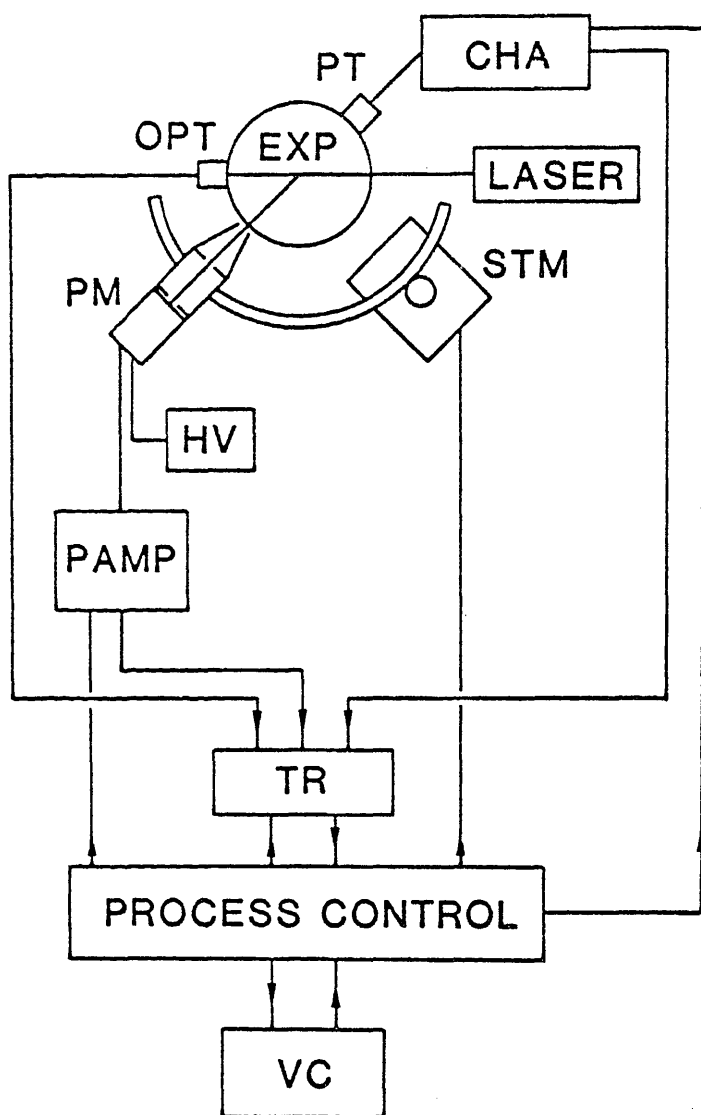 CHA
PT
OPT
EXP
LASER
STM
PM
HV
PAMP
TR
PROCESS CONTROL
VC